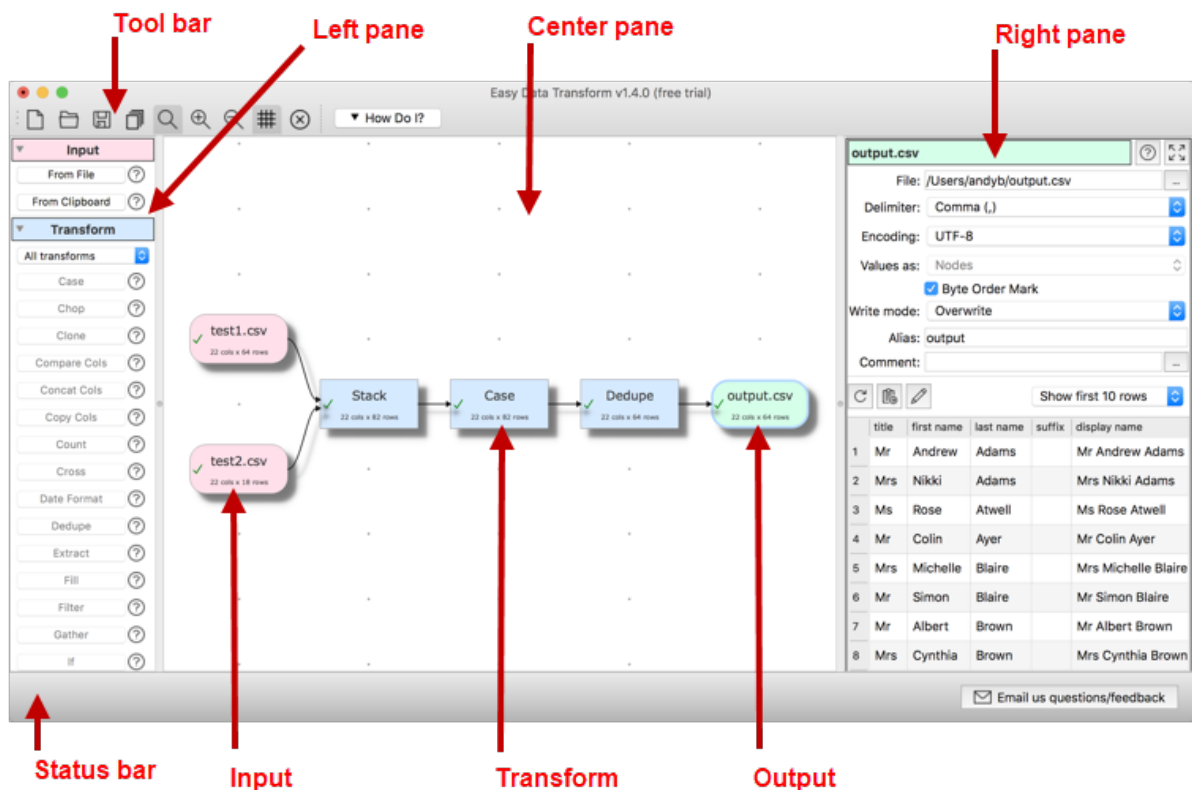 Tool bar
Left pane
Center pane
Right pane
Easy Data Transform v1.4.0 (free trial)
▼ How Do I?
Input
From File ?
From Clipboard ?
Transform
All transforms
Case ?
Chop ?
Clone ?
Compare Cols ?
Concat Cols ?
Copy Cols ?
Count ?
Cross ?
Date Format ?
Dedupe ?
Extract ?
Fill ?
Filter ?
Gather ?
If ?
test1.csv
22 cols x 64 rows
test2.csv
22 cols x 18 rows
Stack
22 cols x 82 rows
Case
22 cols x 82 rows
Dedupe
22 cols x 64 rows
output.csv
22 cols x 64 rows
output.csv ?
File: /Users/andyb/output.csv ...
Delimiter: Comma (,)
Encoding: UTF-8
Values as: Nodes
Byte Order Mark
Write mode: Overwrite
Alias: output
Comment: ...
Show first 10 rows
title first name last name suffix display name
1 Mr Andrew Adams Mr Andrew Adams
2 Mrs Nikki Adams Mrs Nikki Adams
3 Ms Rose Atwell Ms Rose Atwell
4 Mr Colin Ayer Mr Colin Ayer
5 Mrs Michelle Blaire Mrs Michelle Blaire
6 Mr Simon Blaire Mr Simon Blaire
7 Mr Albert Brown Mr Albert Brown
8 Mrs Cynthia Brown Mrs Cynthia Brown
Email us questions/feedback
Status bar
Input
Transform
Output